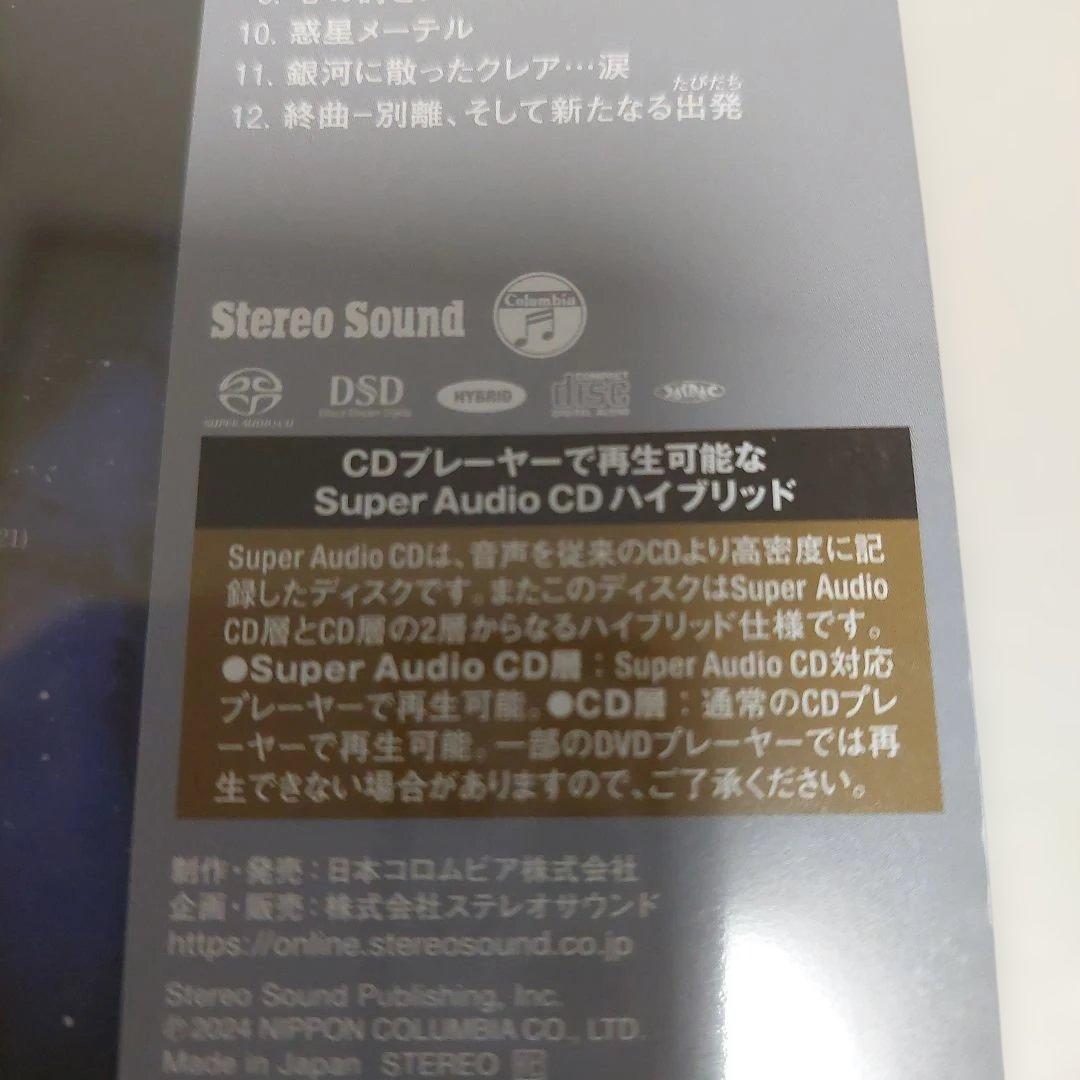 10. 惑星メーテル
11. 銀河に散ったクレア…涙
たびだち
12. 終曲－別離、そして新たなる出発
Stereo Sound
Columbia
SUPER AUDIO CD
DSD
HYBRID
COMPACT
disc
DIGITAL AUDIO
CDプレーヤーで再生可能な
Super Audio CD ハイブリッド
Super Audio CDは、音声を従来のCDより高密度に記
録したディスクです。またこのディスクはSuper Audio
CD層とCD層の2層からなるハイブリッド仕様です。
●Super Audio CD層：Super Audio CD対応
プレーヤーで再生可能。●CD層：通常のCDプレ
ーヤーで再生可能。一部のDVDプレーヤーでは再
生できない場合がありますので、ご了承ください。
制作・発売：日本コロムビア株式会社
企画・販売：株式会社ステレオサウンド
https://online.stereosound.co.jp
Stereo Sound Publishing, Inc.
℗2024 NIPPON COLUMBIA CO., LTD.
Made in Japan STEREO
21)